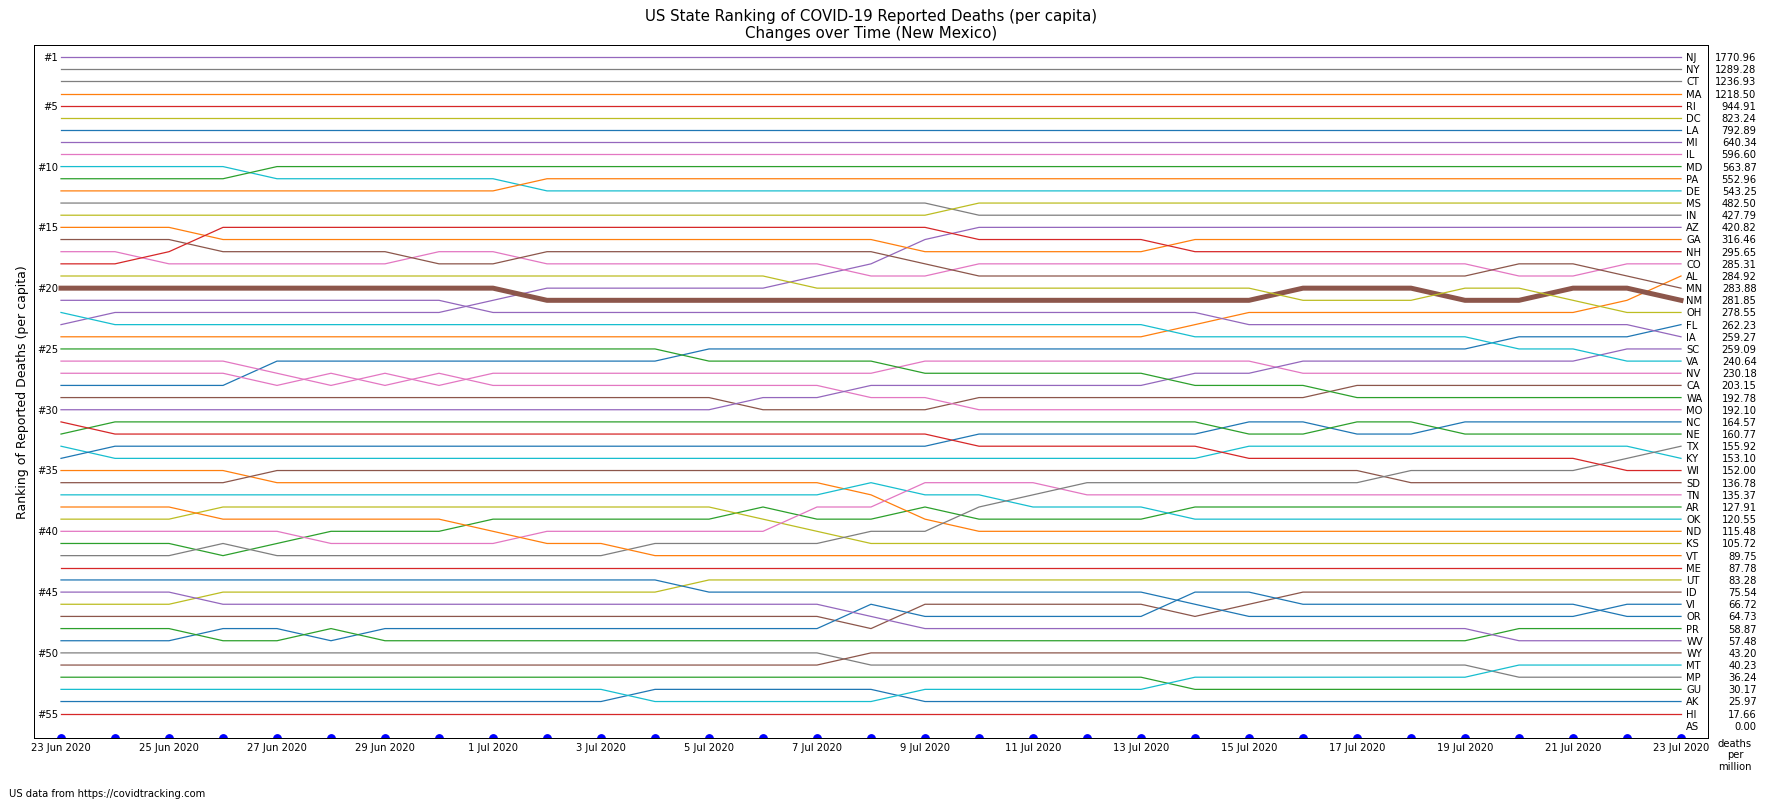 US State Ranking of COVID-19 Reported Deaths (per capita)
Changes over Time (New Mexico)
Ranking of Reported Deaths (per capita)
#1 NJ 1770.96
NY 1289.28
CT 1236.93
MA 1218.50
#5 RI 944.91
DC 823.24
LA 792.89
MI 640.34
IL 596.60
#10 MD 563.87
PA 552.96
DE 543.25
MS 482.50
IN 427.79
#15 AZ 420.82
GA 316.46
NH 295.65
CO 285.31
AL 284.92
#20 MN 283.88
NM 281.85
OH 278.55
FL 262.23
IA 259.27
#25 SC 259.09
VA 240.64
NV 230.18
CA 203.15
WA 192.78
#30 MO 192.10
NC 164.57
NE 160.77
TX 155.92
KY 153.10
#35 WI 152.00
SD 136.78
TN 135.37
AR 127.91
OK 120.55
#40 ND 115.48
KS 105.72
VT 89.75
ME 87.78
UT 83.28
#45 ID 75.54
VI 66.72
OR 64.73
PR 58.87
WV 57.48
#50 WY 43.20
MT 40.23
MP 36.24
GU 30.17
AK 25.97
#55 HI 17.66
AS 0.00
23 Jun 2020 25 Jun 2020 27 Jun 2020 29 Jun 2020 1 Jul 2020 3 Jul 2020 5 Jul 2020 7 Jul 2020 9 Jul 2020 11 Jul 2020 13 Jul 2020 15 Jul 2020 17 Jul 2020 19 Jul 2020 21 Jul 2020 23 Jul 2020
deaths
per
million
US data from https://covidtracking.com